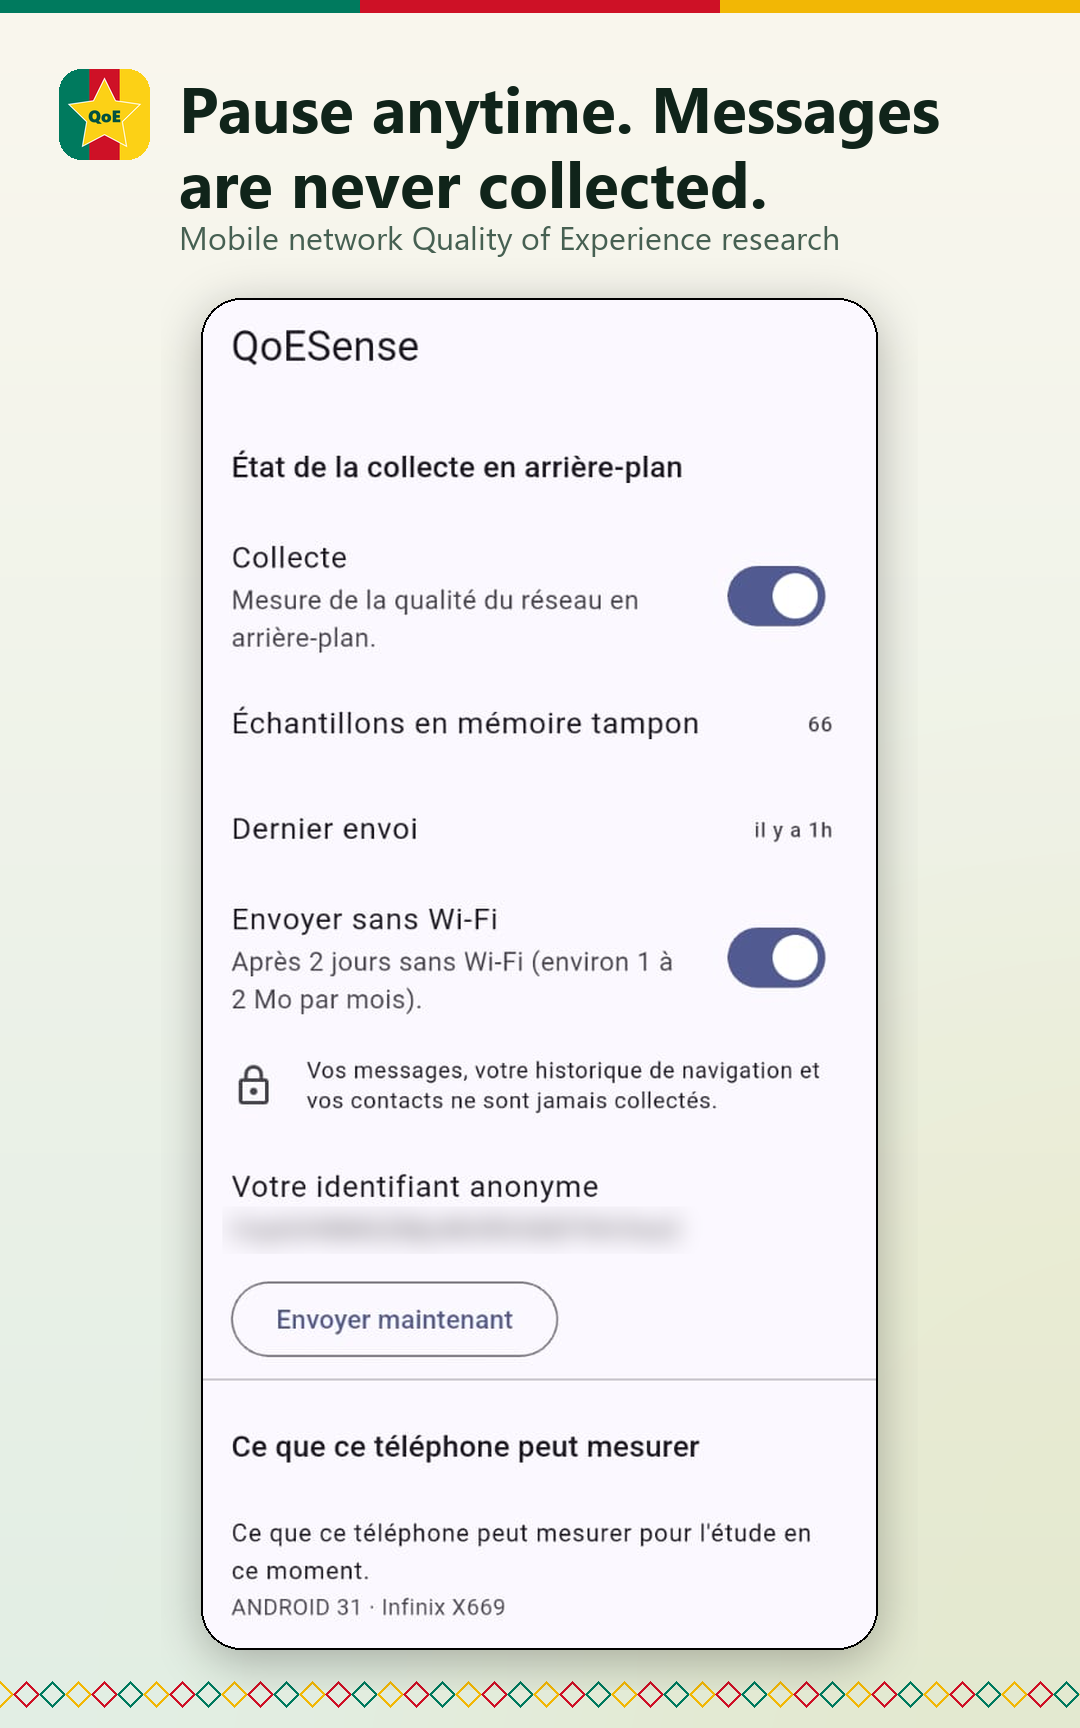 QoE
Pause anytime. Messages
are never collected.
Mobile network Quality of Experience research
QoESense
État de la collecte en arrière-plan
Collecte
Mesure de la qualité du réseau en
arrière-plan.
Échantillons en mémoire tampon 66
Dernier envoi il y a 1h
Envoyer sans Wi-Fi
Après 2 jours sans Wi-Fi (environ 1 à
2 Mo par mois).
Vos messages, votre historique de navigation et
vos contacts ne sont jamais collectés.
Votre identifiant anonyme
Envoyer maintenant
Ce que ce téléphone peut mesurer
Ce que ce téléphone peut mesurer pour l'étude en
ce moment.
ANDROID 31 · Infinix X669